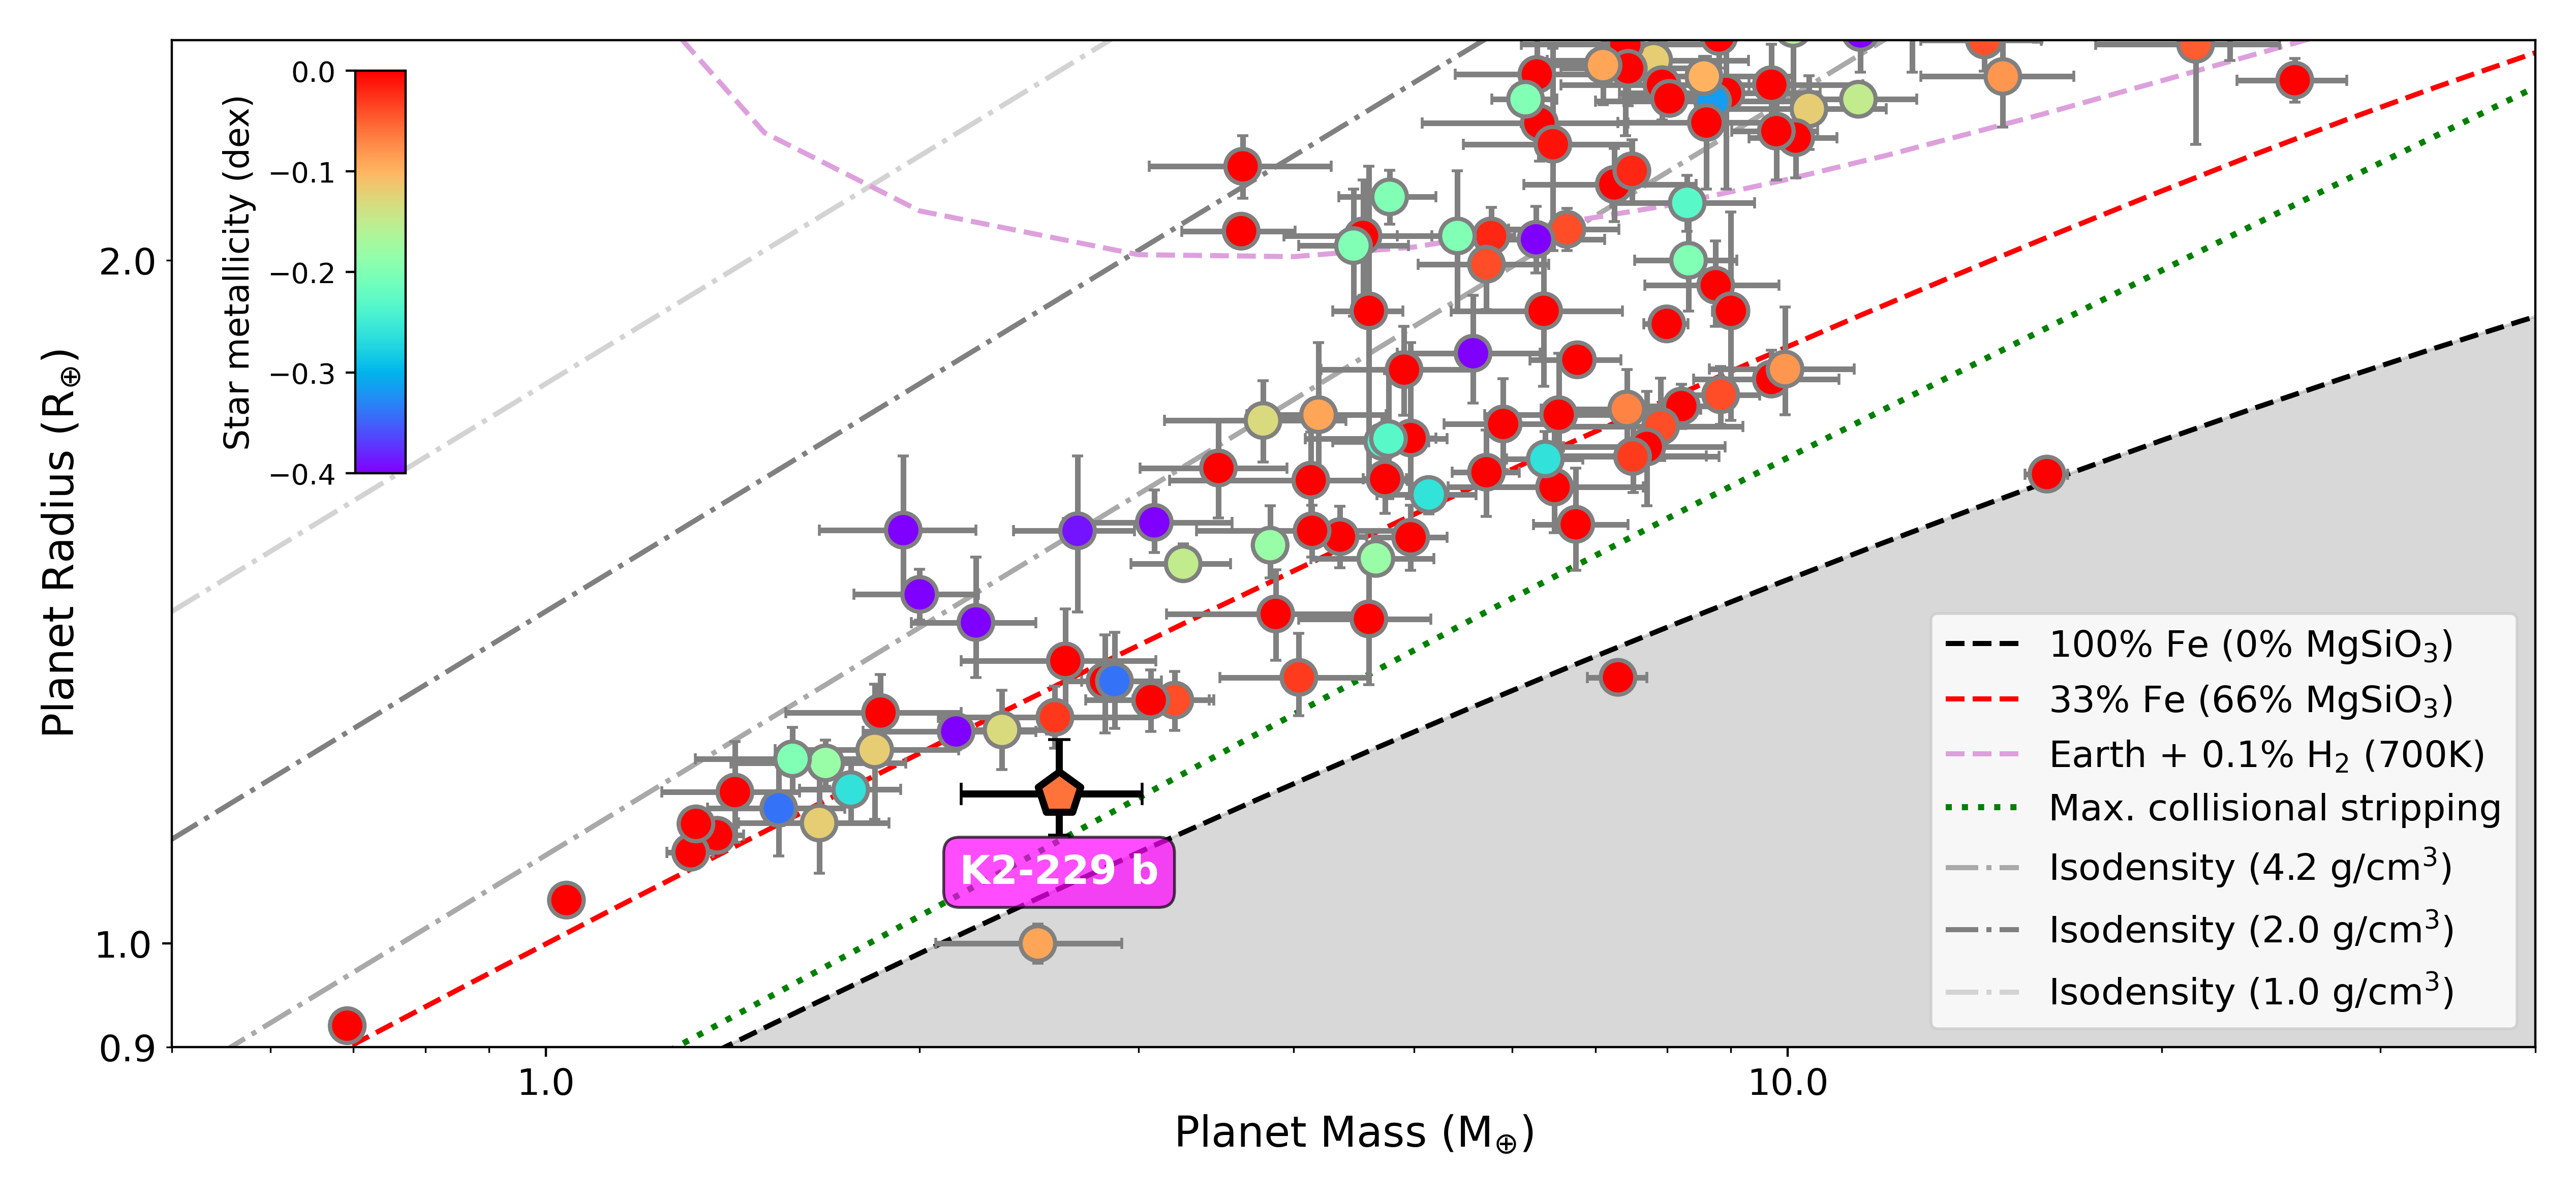 Planet Radius (R⊕)
2.0
1.0
0.9
Star metallicity (dex)
0.0
−0.1
−0.2
−0.3
−0.4
K2-229 b
100% Fe (0% MgSiO₃)
33% Fe (66% MgSiO₃)
Earth + 0.1% H₂ (700K)
Max. collisional stripping
Isodensity (4.2 g/cm³)
Isodensity (2.0 g/cm³)
Isodensity (1.0 g/cm³)
1.0
10.0
Planet Mass (M⊕)